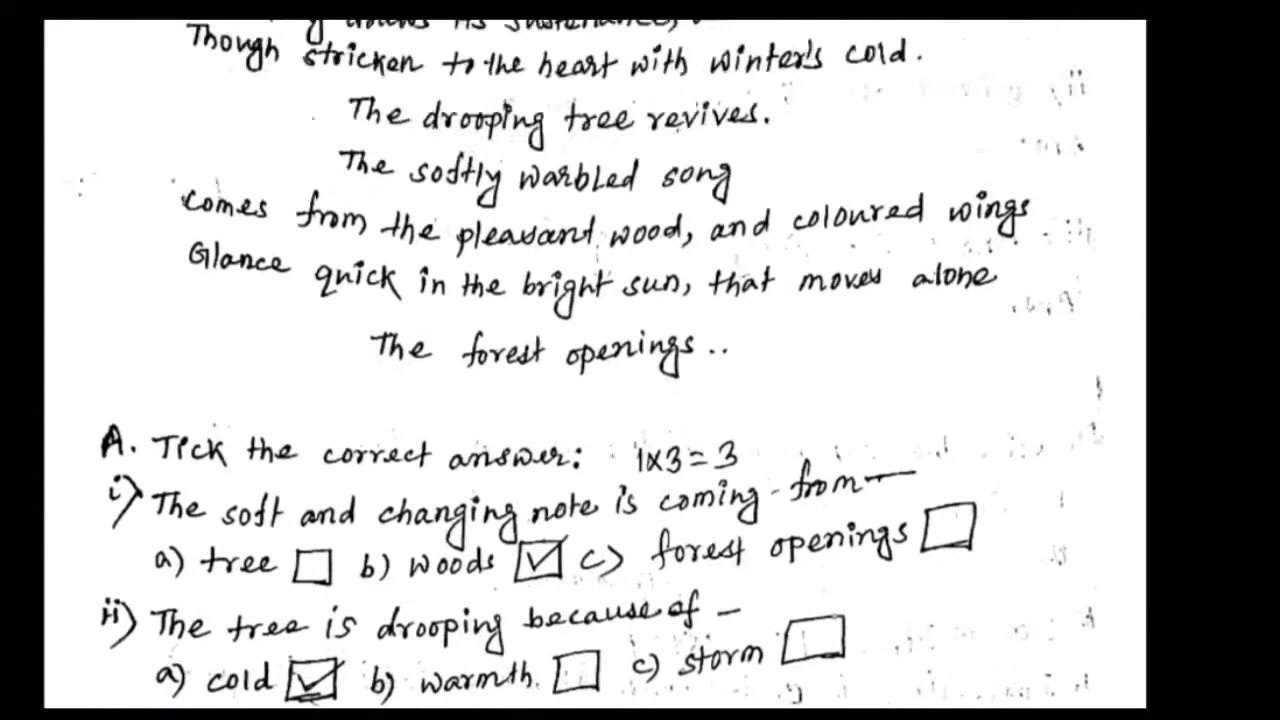 Though stricken to the heart with winter's cold.
The drooping tree revives.
The softly warbled song
comes from the pleasant wood, and coloured wings
Glance quick in the bright sun, that moves alone
The forest openings..
A. Tick the correct answer: 1x3=3
i) The soft and changing note is coming from—
a) tree b) woods ✓ c) forest openings
ii) The tree is drooping because of –
a) cold ✓ b) warmth c) storm